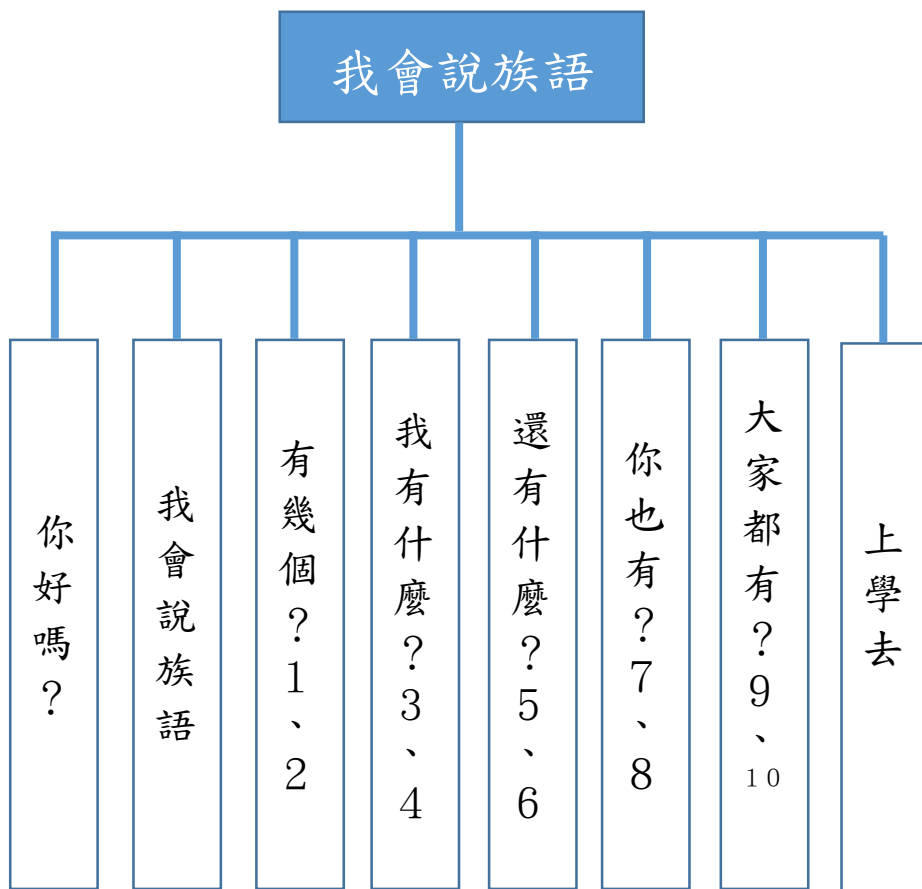 我會說族語
你好嗎？
我會說族語
有幾個？1、2
我有什麼？3、4
還有什麼？5、6
你也有？7、8
大家都有？9、10
上學去